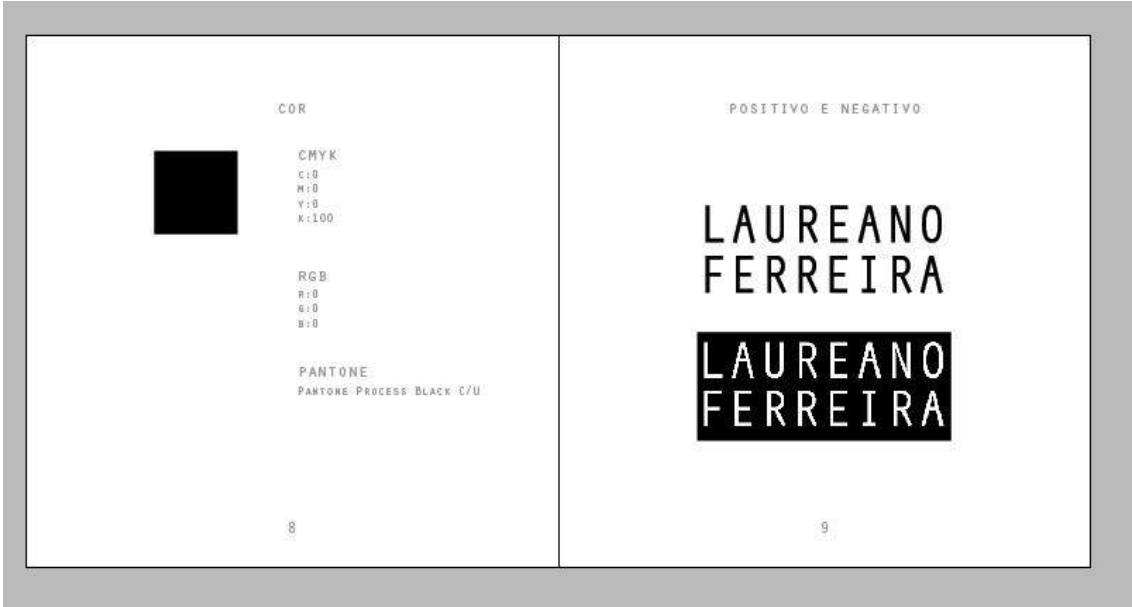 COR
CMYK
C:0
M:0
Y:0
K:100
RGB
R:0
G:0
B:0
PANTONE
PANTONE PROCESS BLACK C/U
8
POSITIVO E NEGATIVO
LAUREANO
FERREIRA
LAUREANO
FERREIRA
9